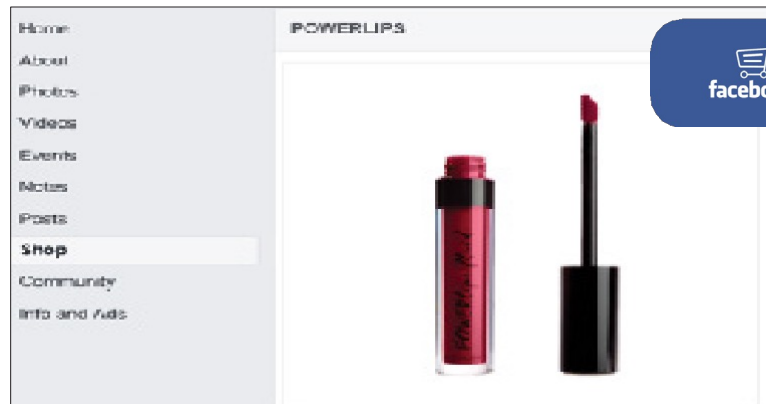 Home
About
Photos
Videos
Events
Notes
Posts
Shop
Community
Info and Ads
POWERLIPS
facebo